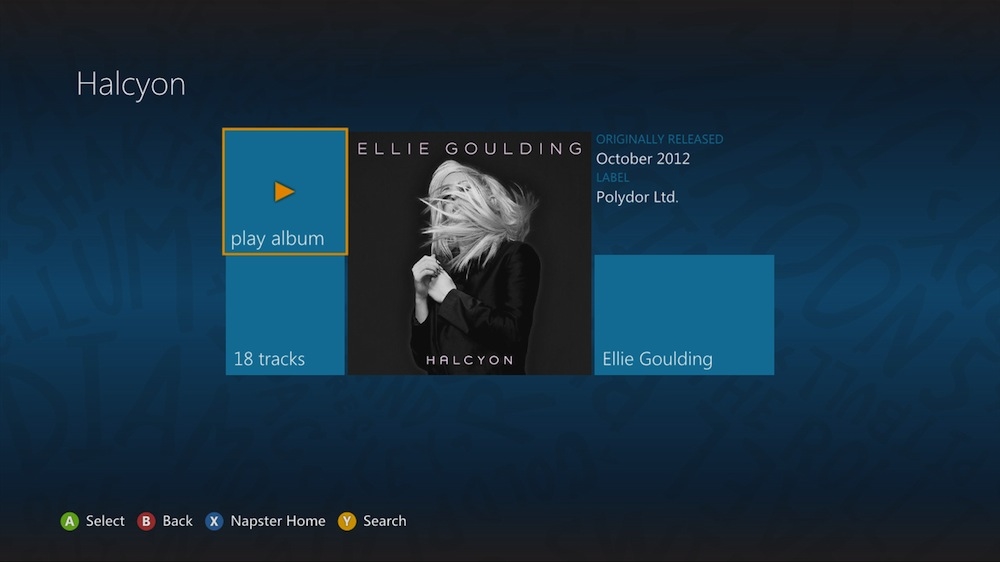 Halcyon
play album
18 tracks
ELLIE GOULDING
HALCYON
ORIGINALLY RELEASED
October 2012
LABEL
Polydor Ltd.
Ellie Goulding
A Select B Back X Napster Home Y Search